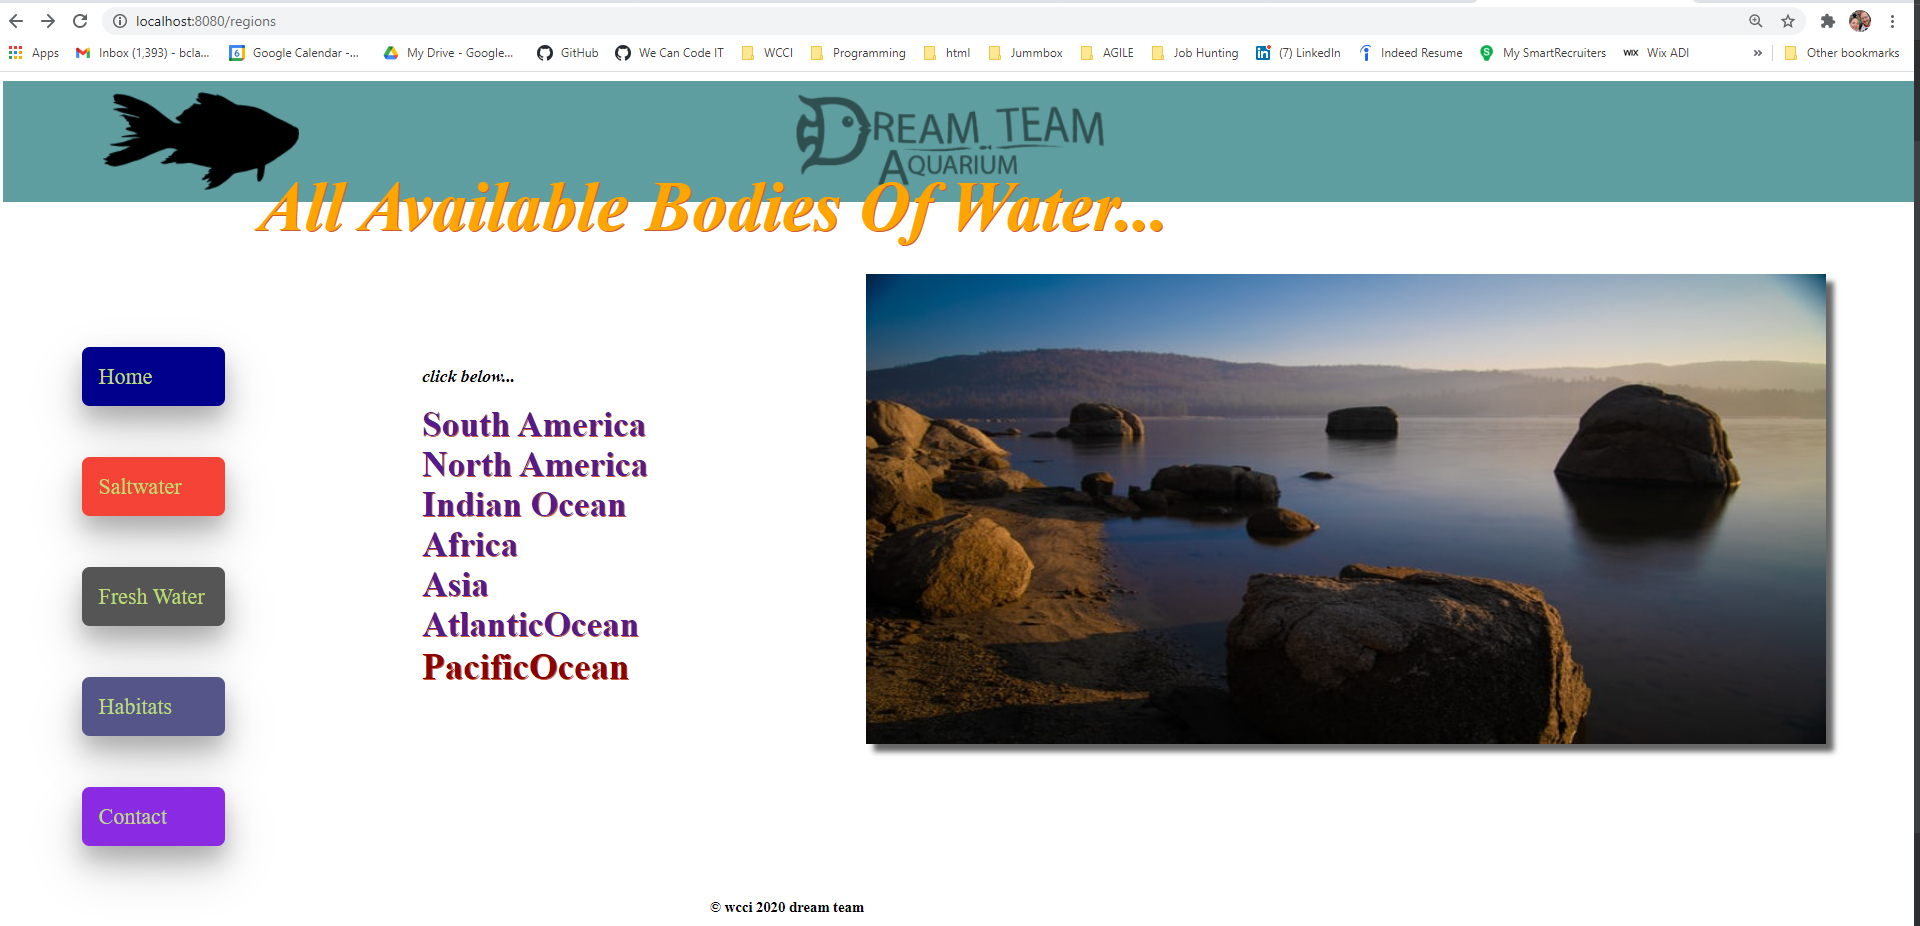 localhost:8080/regions
Apps Inbox (1,393) - bcla... Google Calendar -... My Drive - Google... GitHub We Can Code IT WCCI Programming html Jummbox AGILE Job Hunting (7) LinkedIn Indeed Resume My SmartRecruiters WIX Wix ADI » Other bookmarks
DREAM TEAM
AQUARIUM
All Available Bodies Of Water...
Home
Saltwater
Fresh Water
Habitats
Contact
click below...
South America
North America
Indian Ocean
Africa
Asia
AtlanticOcean
PacificOcean
© wcci 2020 dream team